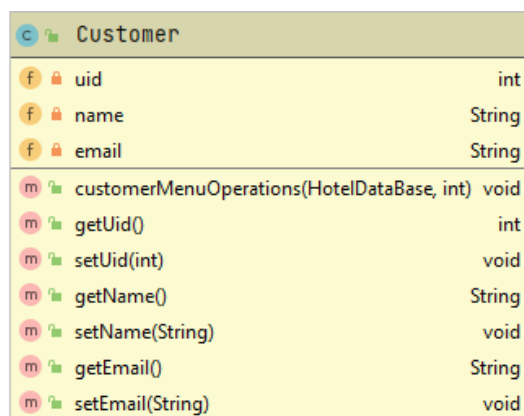 Customer
uid int
name String
email String
customerMenuOperations(HotelDataBase, int) void
getUid() int
setUid(int) void
getName() String
setName(String) void
getEmail() String
setEmail(String) void